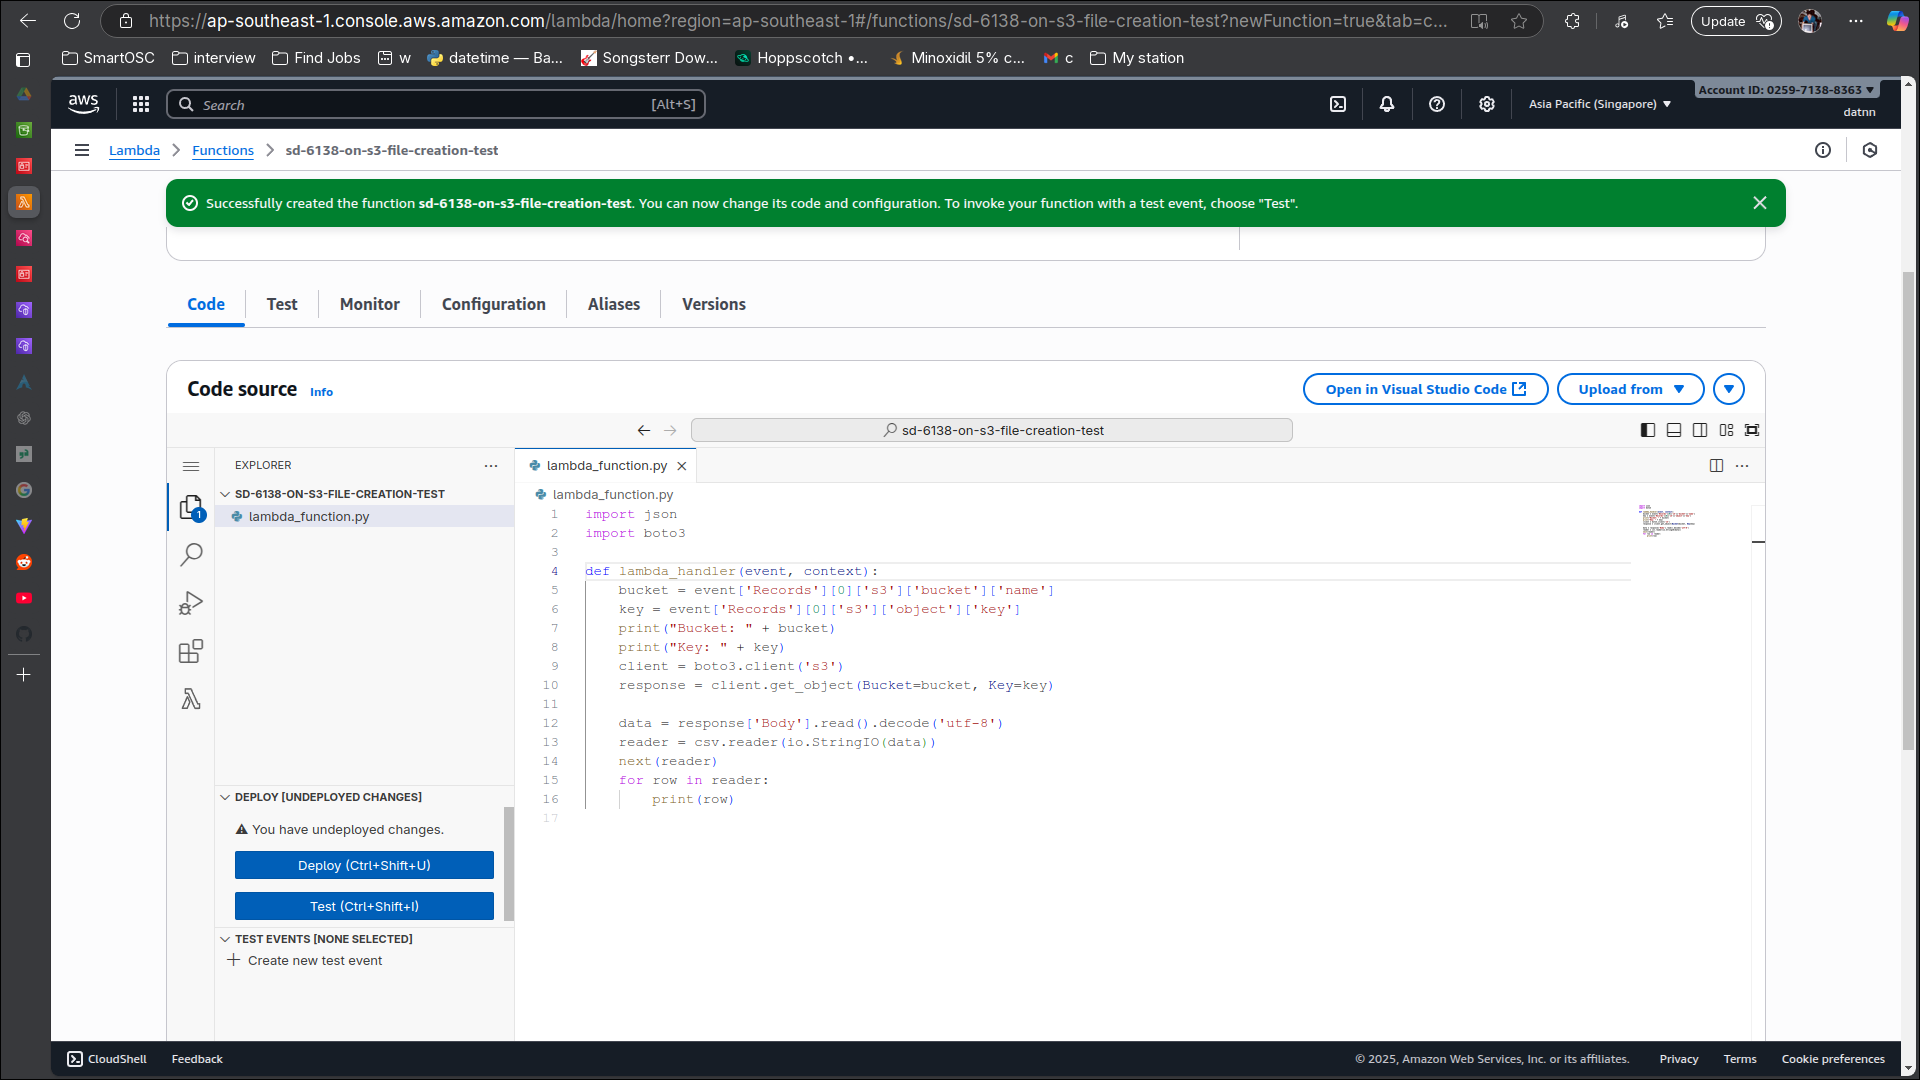 https://ap-southeast-1.console.aws.amazon.com/lambda/home?region=ap-southeast-1#/functions/sd-6138-on-s3-file-creation-test?newFunction=true&tab=c...
Update
SmartOSC
interview
Find Jobs
w
datetime — Ba...
Songsterr Dow...
Hoppscotch •...
Minoxidil 5% c...
c
My station
aws
Search
[Alt+S]
Asia Pacific (Singapore)
Account ID: 0259-7138-8363
datnn
Lambda
Functions
sd-6138-on-s3-file-creation-test
Successfully created the function sd-6138-on-s3-file-creation-test. You can now change its code and configuration. To invoke your function with a test event, choose "Test".
Code
Test
Monitor
Configuration
Aliases
Versions
Code source
Info
Open in Visual Studio Code
Upload from
sd-6138-on-s3-file-creation-test
EXPLORER
SD-6138-ON-S3-FILE-CREATION-TEST
lambda_function.py
1
DEPLOY [UNDEPLOYED CHANGES]
You have undeployed changes.
Deploy (Ctrl+Shift+U)
Test (Ctrl+Shift+I)
TEST EVENTS [NONE SELECTED]
Create new test event
lambda_function.py
lambda_function.py
1 import json
2 import boto3
3
4 def lambda_handler(event, context):
5     bucket = event['Records'][0]['s3']['bucket']['name']
6     key = event['Records'][0]['s3']['object']['key']
7     print("Bucket: " + bucket)
8     print("Key: " + key)
9     client = boto3.client('s3')
10     response = client.get_object(Bucket=bucket, Key=key)
11
12     data = response['Body'].read().decode('utf-8')
13     reader = csv.reader(io.StringIO(data))
14     next(reader)
15     for row in reader:
16         print(row)
17
CloudShell
Feedback
© 2025, Amazon Web Services, Inc. or its affiliates.
Privacy
Terms
Cookie preferences